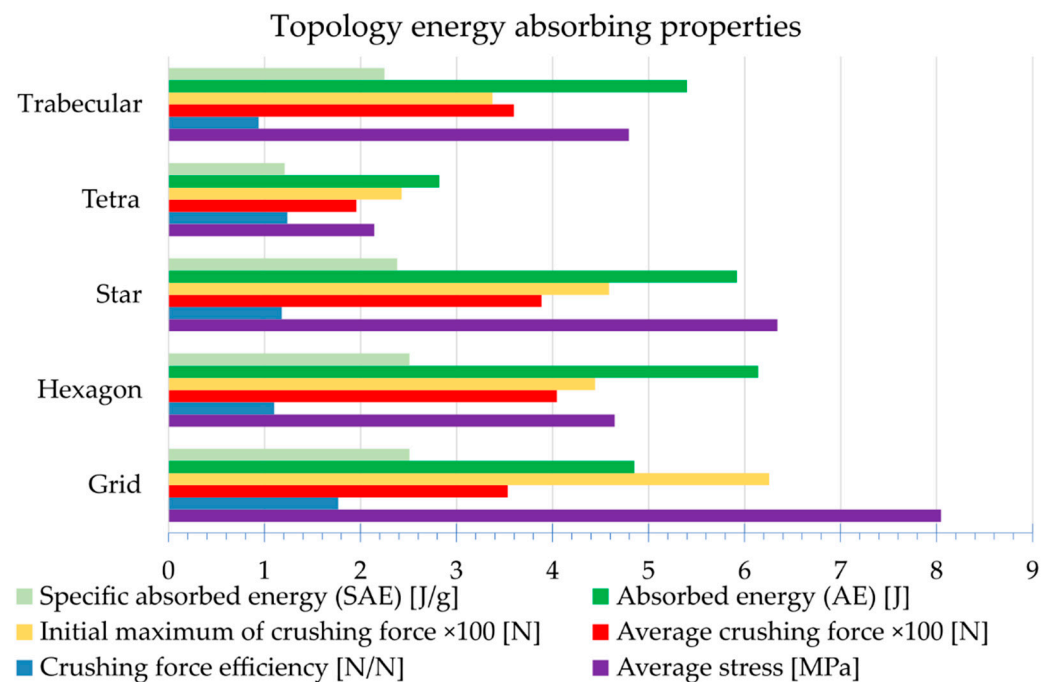 Topology energy absorbing properties
Trabecular
Tetra
Star
Hexagon
Grid
0 1 2 3 4 5 6 7 8 9
Specific absorbed energy (SAE) [J/g] Absorbed energy (AE) [J]
Initial maximum of crushing force ×100 [N] Average crushing force ×100 [N]
Crushing force efficiency [N/N] Average stress [MPa]